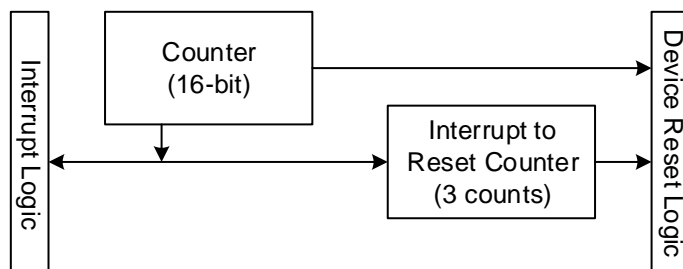 Interrupt Logic
Counter
(16-bit)
Interrupt to
Reset Counter
(3 counts)
Device Reset Logic